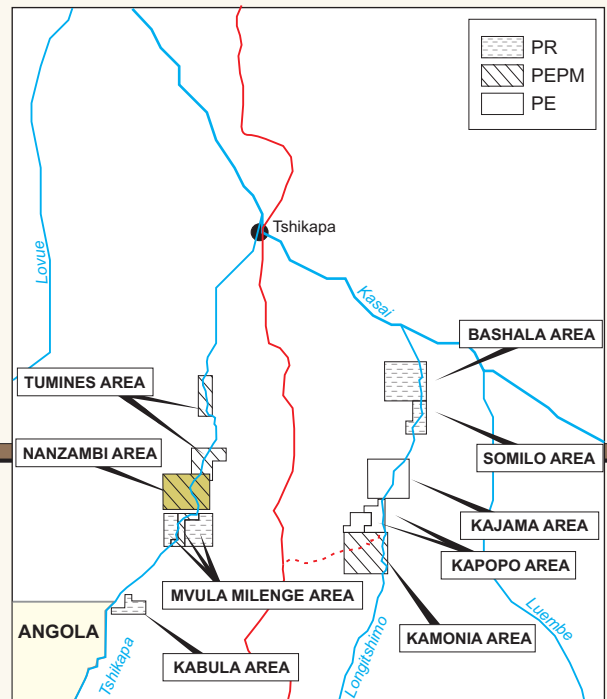 PR
PEPM
PE
Tshikapa
Lovue
Kasai
BASHALA AREA
TUMINES AREA
NANZAMBI AREA
SOMILO AREA
KAJAMA AREA
KAPOPO AREA
MVULA MILENGE AREA
ANGOLA
KAMONIA AREA
KABULA AREA
Tshikapa
Longitshimo
Luembe